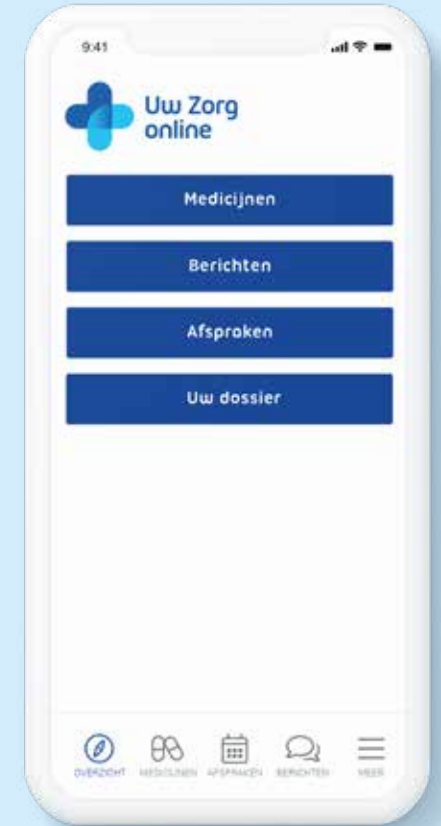 9:41
Uw Zorg
online
Medicijnen
Berichten
Afspraken
Uw dossier
OVERZICHT MEDICIJNEN AFSPRAKEN BERICHTEN MEER